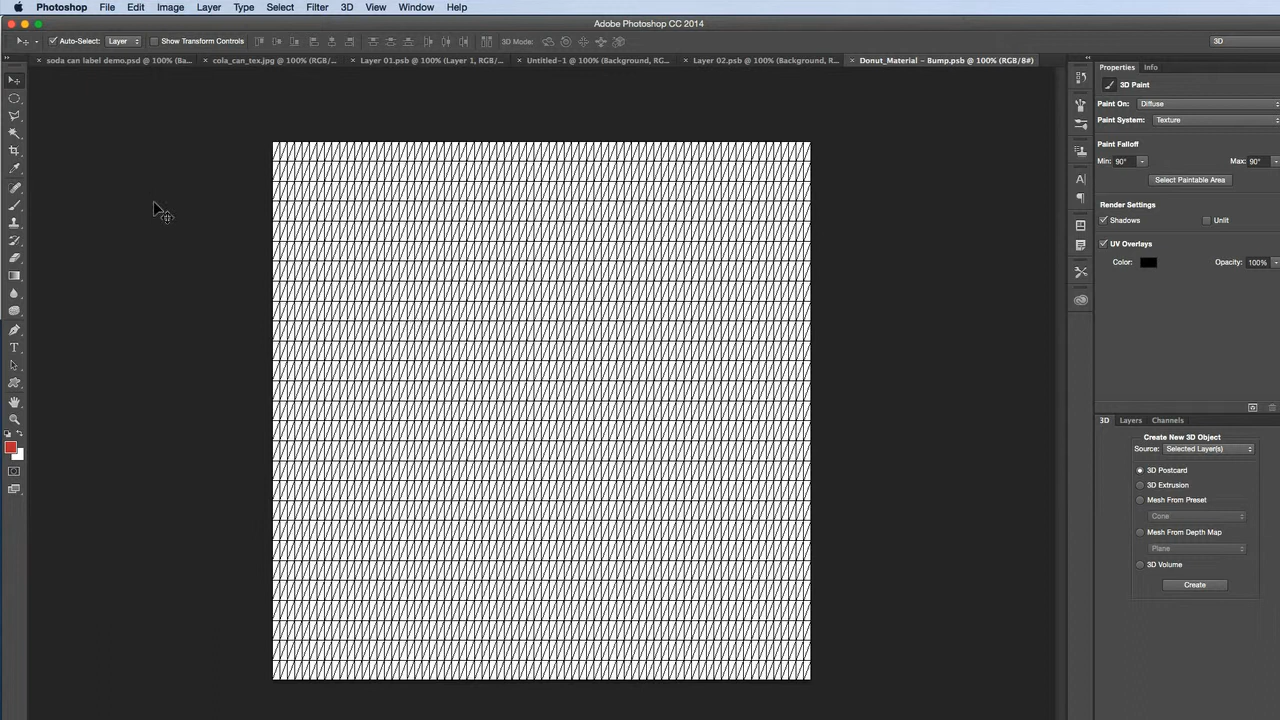 Photoshop File Edit Image Layer Type Select Filter 3D View Window Help
Adobe Photoshop CC 2014
Auto-Select: Layer Show Transform Controls 3D Mode: 3D
soda can label demo.psd @ 100% (Ba... cola_can_tex.jpg @ 100% (RGB/... Layer 01.psb @ 100% (Layer 1, RGB/... Untitled-1 @ 100% (Background, RG... Layer 02.psb @ 100% (Background, R... Donut_Material – Bump.psb @ 100% (RGB/8#)
Properties Info
3D Paint
Paint On: Diffuse
Paint System: Texture
Paint Falloff
Min: 90° Max: 90°
Select Paintable Area
Render Settings
Shadows Unlit
UV Overlays
Color: Opacity: 100%
3D Layers Channels
Create New 3D Object
Source: Selected Layer(s)
3D Postcard
3D Extrusion
Mesh From Preset
Cone
Mesh From Depth Map
Plane
3D Volume
Create